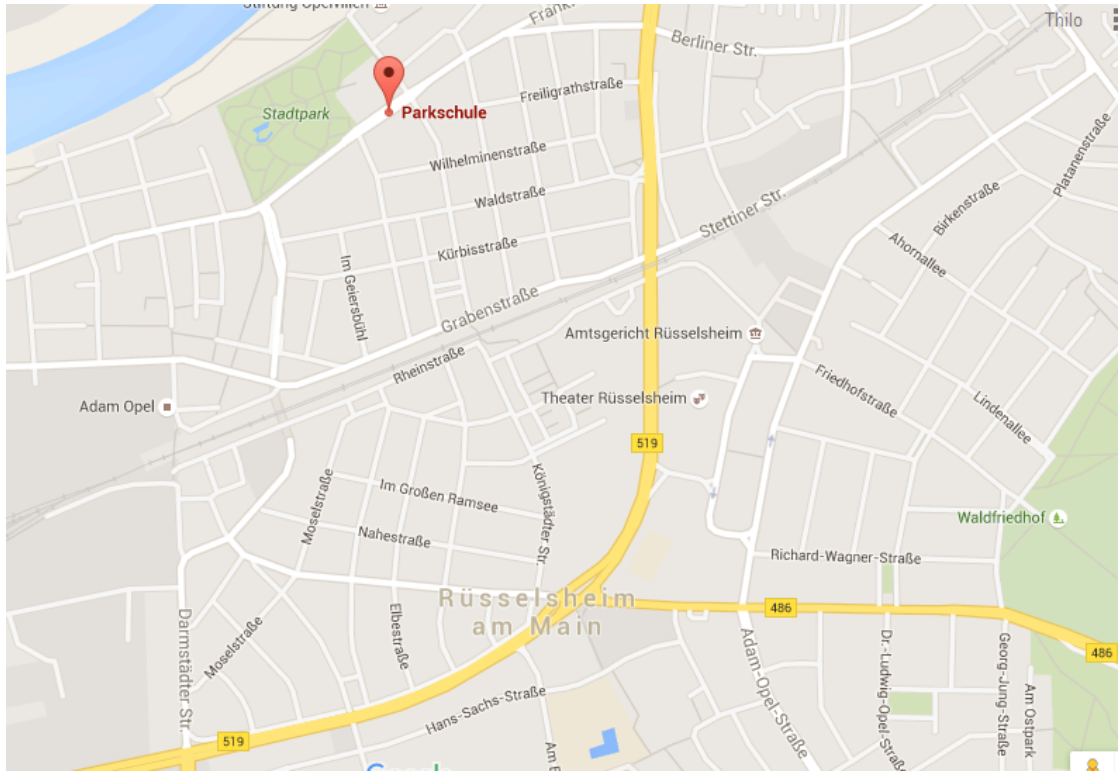 Stiftung Opelvillen
Frankf
Thilo
Berliner Str.
Parkschule
Freiligrathstraße
Stadtpark
Platanenstraße
Wilhelminenstraße
Waldstraße
Stettiner Str.
Birkenstraße
Ahornallee
Kürbisstraße
Im Geiersbühl
Grabenstraße
Amtsgericht Rüsselsheim
Rheinstraße
Friedhofstraße
Adam Opel
Theater Rüsselsheim
Lindenallee
519
Königstädter Str.
Moselstraße
Im Großen Ramsee
Waldfriedhof
Nahestraße
Richard-Wagner-Straße
Rüsselsheim
am Main
486
Elbestraße
Darmstädter Str.
Moselstraße
Adam-Opel-Straße
Dr.-Ludwig-Opel-Straße
Georg-Jung-Straße
486
Am Ostpark
Hans-Sachs-Straße
519
Am B
Google